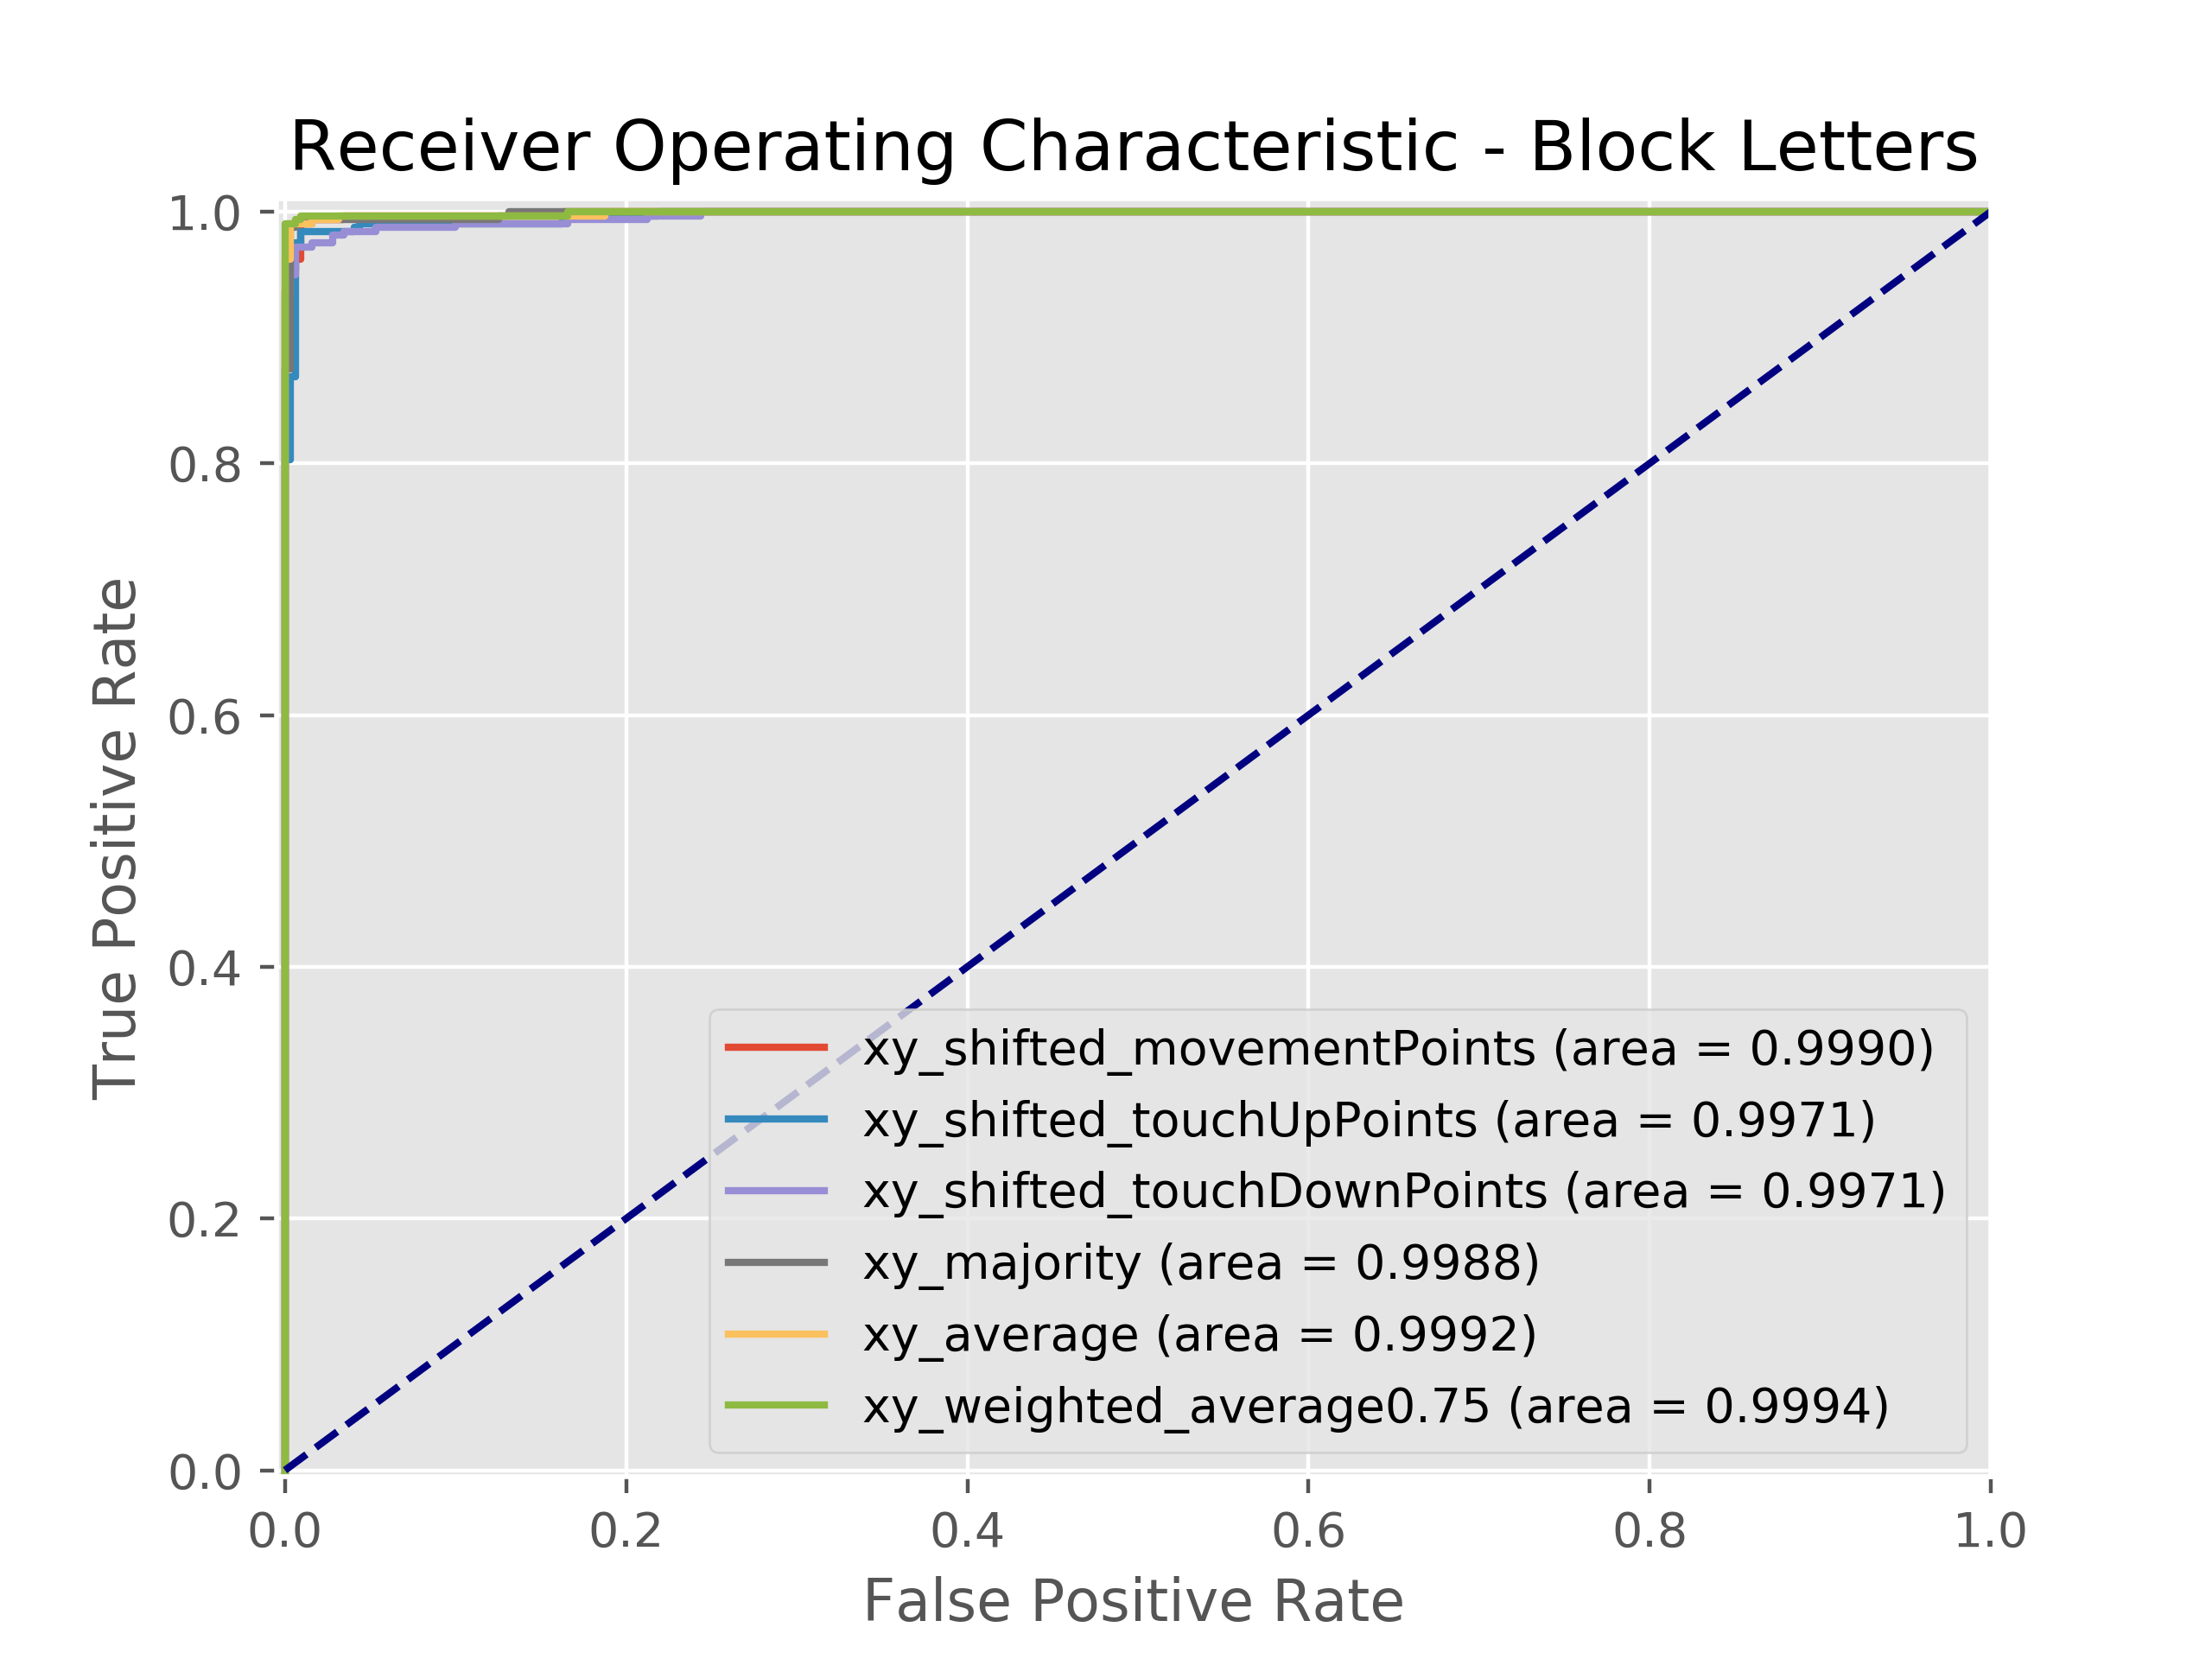 Receiver Operating Characteristic - Block Letters
1.0
0.8
0.6
0.4
0.2
0.0
True Positive Rate
xy_shifted_movementPoints (area = 0.9990)
xy_shifted_touchUpPoints (area = 0.9971)
xy_shifted_touchDownPoints (area = 0.9971)
xy_majority (area = 0.9988)
xy_average (area = 0.9992)
xy_weighted_average0.75 (area = 0.9994)
0.0 0.2 0.4 0.6 0.8 1.0
False Positive Rate